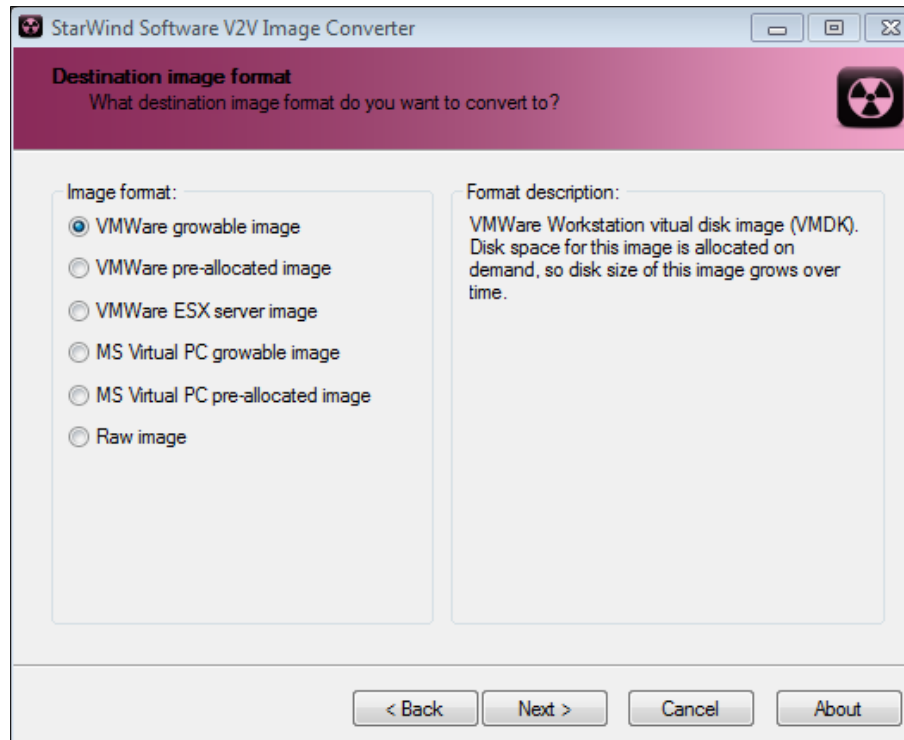 StarWind Software V2V Image Converter
Destination image format
What destination image format do you want to convert to?
Image format:
VMWare growable image
VMWare pre-allocated image
VMWare ESX server image
MS Virtual PC growable image
MS Virtual PC pre-allocated image
Raw image
Format description:
VMWare Workstation vitual disk image (VMDK).
Disk space for this image is allocated on
demand, so disk size of this image grows over
time.
< Back
Next >
Cancel
About